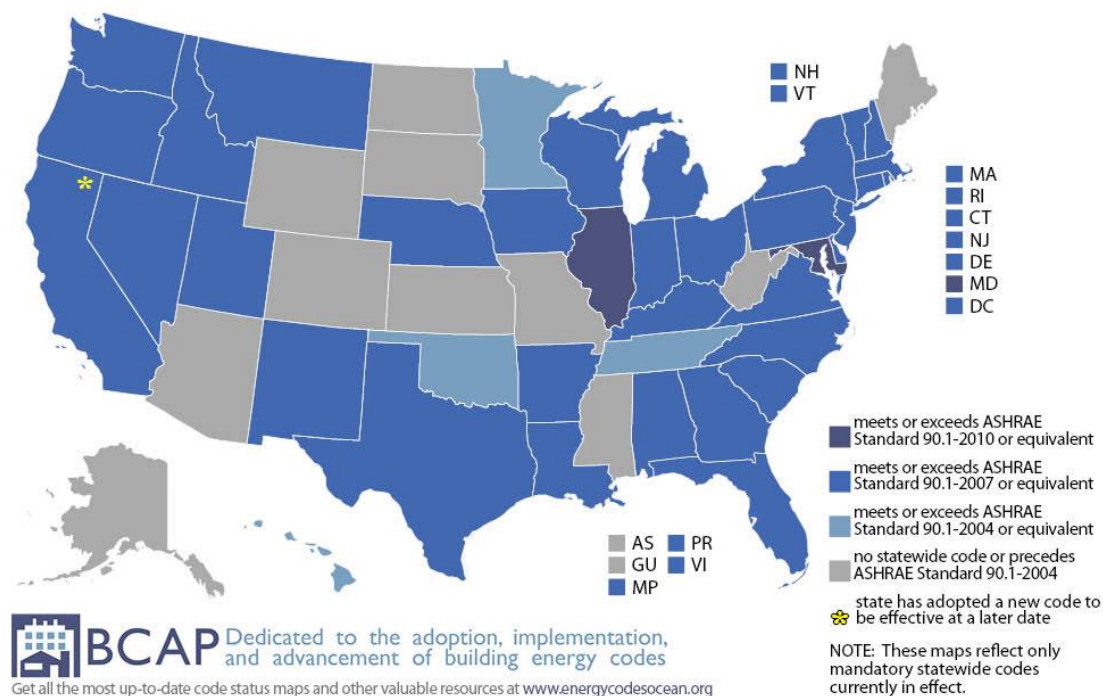 NH
VT
MA
RI
CT
NJ
DE
MD
DC
meets or exceeds ASHRAE
Standard 90.1-2010 or equivalent
meets or exceeds ASHRAE
Standard 90.1-2007 or equivalent
meets or exceeds ASHRAE
Standard 90.1-2004 or equivalent
no statewide code or precedes
ASHRAE Standard 90.1-2004
* state has adopted a new code to
be effective at a later date
NOTE: These maps reflect only
mandatory statewide codes
currently in effect.
AS PR
GU VI
MP
BCAP Dedicated to the adoption, implementation,
and advancement of building energy codes
Get all the most up-to-date code status maps and other valuable resources at www.energycodesocean.org